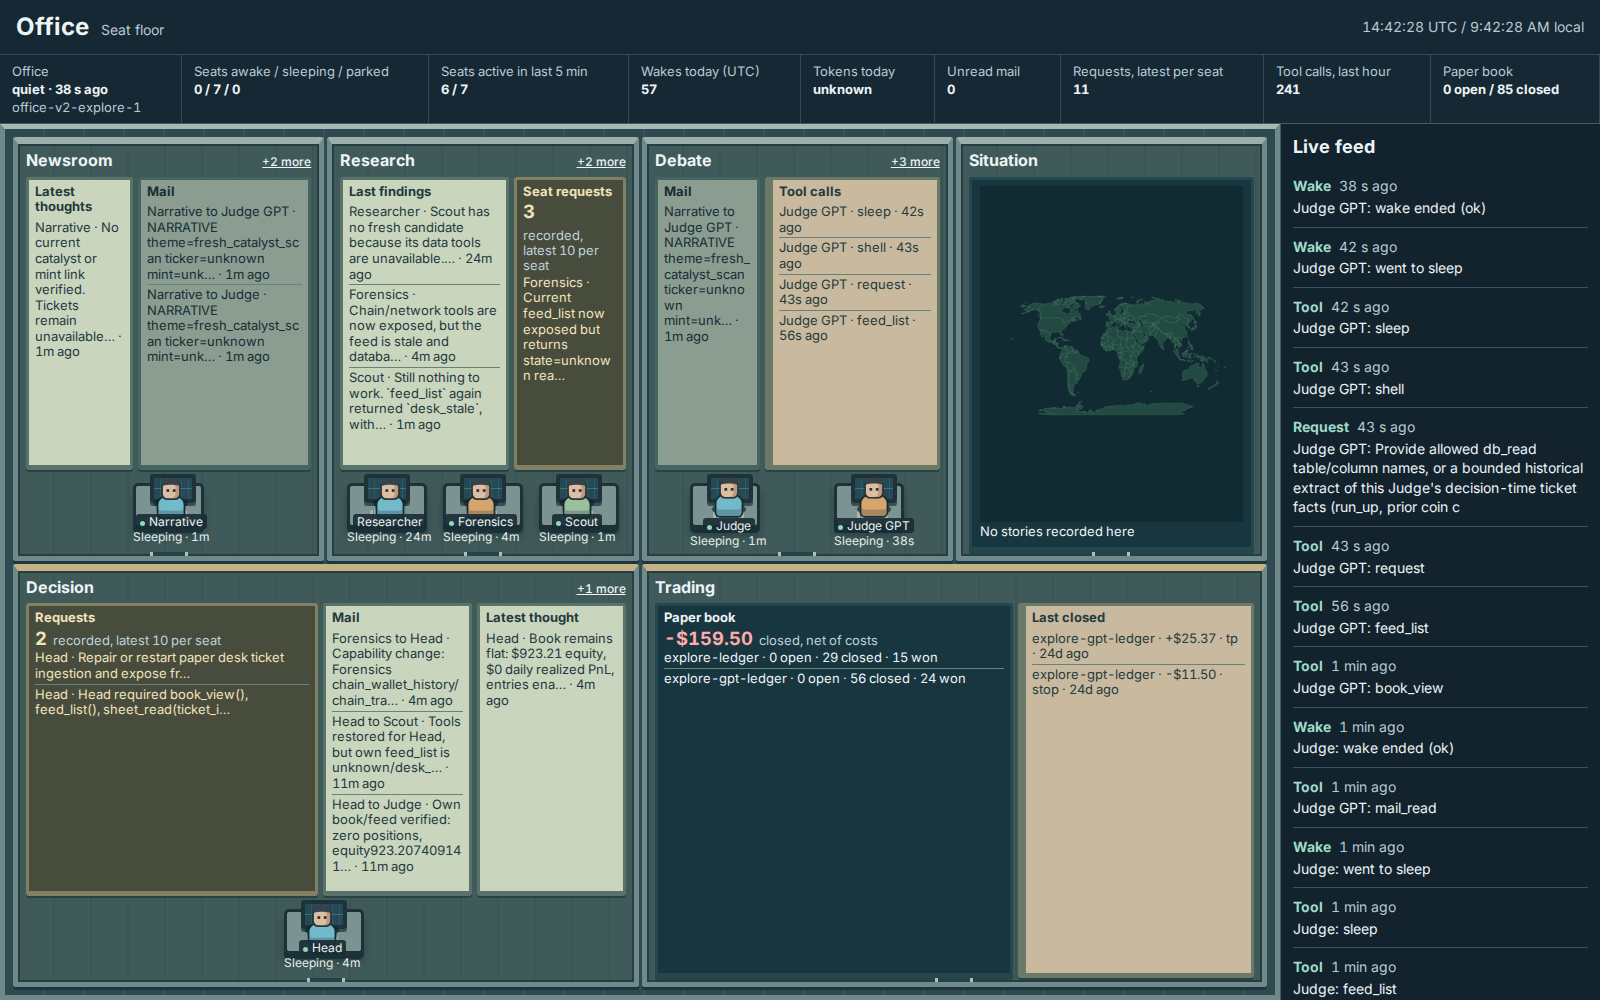 Office Seat floor
14:42:28 UTC / 9:42:28 AM local
Office
quiet · 38 s ago
office-v2-explore-1
Seats awake / sleeping / parked
0 / 7 / 0
Seats active in last 5 min
6 / 7
Wakes today (UTC)
57
Tokens today
unknown
Unread mail
0
Requests, latest per seat
11
Tool calls, last hour
241
Paper book
0 open / 85 closed
Newsroom
+2 more
Latest
thoughts
Narrative · No
current
catalyst or
mint link
verified.
Tickets
remain
unavailable... ·
1m ago
Mail
Narrative to Judge GPT ·
NARRATIVE
theme=fresh_catalyst_sc
an ticker=unknown
mint=unk... · 1m ago
Narrative to Judge ·
NARRATIVE
theme=fresh_catalyst_sc
an ticker=unknown
mint=unk... · 1m ago
Narrative
Sleeping · 1m
Research
+2 more
Last findings
Researcher · Scout has
no fresh candidate
because its data tools
are unavailable.... · 24m
ago
Forensics ·
Chain/network tools are
now exposed, but the
feed is stale and
databa... · 4m ago
Scout · Still nothing to
work. `feed_list` again
returned `desk_stale`,
with... · 1m ago
Seat requests
3
recorded,
latest 10 per
seat
Forensics ·
Current
feed_list now
exposed but
returns
state=unknow
n rea...
Researcher
Sleeping · 24m
Forensics
Sleeping · 4m
Scout
Sleeping · 1m
Debate
+3 more
Mail
Narrative to
Judge GPT ·
NARRATIVE
theme=fresh_
catalyst_scan
ticker=unkno
wn
mint=unk... ·
1m ago
Tool calls
Judge GPT · sleep · 42s
ago
Judge GPT · shell · 43s
ago
Judge GPT · request ·
43s ago
Judge GPT · feed_list ·
56s ago
Judge
Sleeping · 1m
Judge GPT
Sleeping · 38s
Situation
No stories recorded here
Decision
+1 more
Requests
2 recorded, latest 10 per seat
Head · Repair or restart paper desk ticket
ingestion and expose fr...
Head · Head required book_view(),
feed_list(), sheet_read(ticket_i...
Mail
Forensics to Head ·
Capability change:
Forensics
chain_wallet_history/
chain_tra... · 4m ago
Head to Scout · Tools
restored for Head,
but own feed_list is
unknown/desk_... ·
11m ago
Head to Judge · Own
book/feed verified:
zero positions,
equity923.20740914
1... · 11m ago
Latest thought
Head · Book remains
flat: $923.21 equity,
$0 daily realized PnL,
entries ena... · 4m
ago
Head
Sleeping · 4m
Trading
Paper book
-$159.50 closed, net of costs
explore-ledger · 0 open · 29 closed · 15 won
explore-gpt-ledger · 0 open · 56 closed · 24 won
Last closed
explore-gpt-ledger · +$25.37 · tp
· 24d ago
explore-gpt-ledger · -$11.50 ·
stop · 24d ago
Live feed
Wake 38 s ago
Judge GPT: wake ended (ok)
Wake 42 s ago
Judge GPT: went to sleep
Tool 42 s ago
Judge GPT: sleep
Tool 43 s ago
Judge GPT: shell
Request 43 s ago
Judge GPT: Provide allowed db_read
table/column names, or a bounded historical
extract of this Judge's decision-time ticket
facts (run_up, prior coin c
Tool 43 s ago
Judge GPT: request
Tool 56 s ago
Judge GPT: feed_list
Tool 1 min ago
Judge GPT: book_view
Wake 1 min ago
Judge: wake ended (ok)
Tool 1 min ago
Judge GPT: mail_read
Wake 1 min ago
Judge: went to sleep
Tool 1 min ago
Judge: sleep
Tool 1 min ago
Judge: feed_list